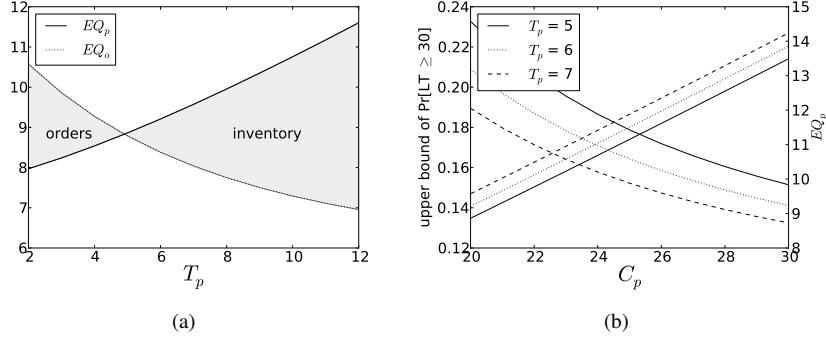 12
11
10
9
8
7
6
EQ_p
EQ_o
orders
inventory
2 4 6 8 10 12
T_p
(a)
upper bound of Pr[LT ≥ 30]
0.24
0.22
0.20
0.18
0.16
0.14
0.12
T_p = 5
T_p = 6
T_p = 7
15
14
13
12
11
10
9
8
EQ_p
20 22 24 26 28 30
C_p
(b)